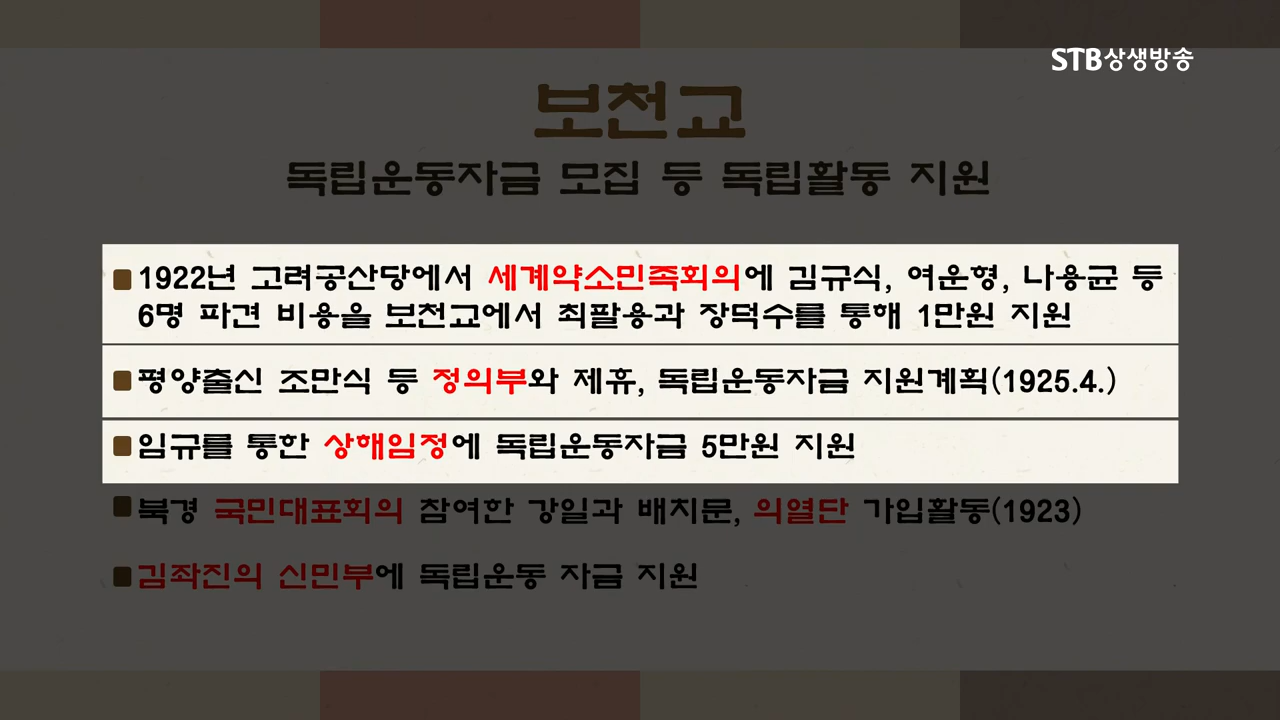 STB상생방송
보천교
독립운동자금 모집 등 독립활동 지원
1922년 고려공산당에서 세계약소민족회의에 김규식, 여운형, 나용균 등
6명 파견 비용을 보천교에서 최팔용과 장덕수를 통해 1만원 지원
평양출신 조만식 등 정의부와 제휴, 독립운동자금 지원계획(1925.4.)
임규를 통한 상해임정에 독립운동자금 5만원 지원
북경 국민대표회의 참여한 강일과 배치문, 의열단 가입활동(1923)
김좌진의 신민부에 독립운동 자금 지원